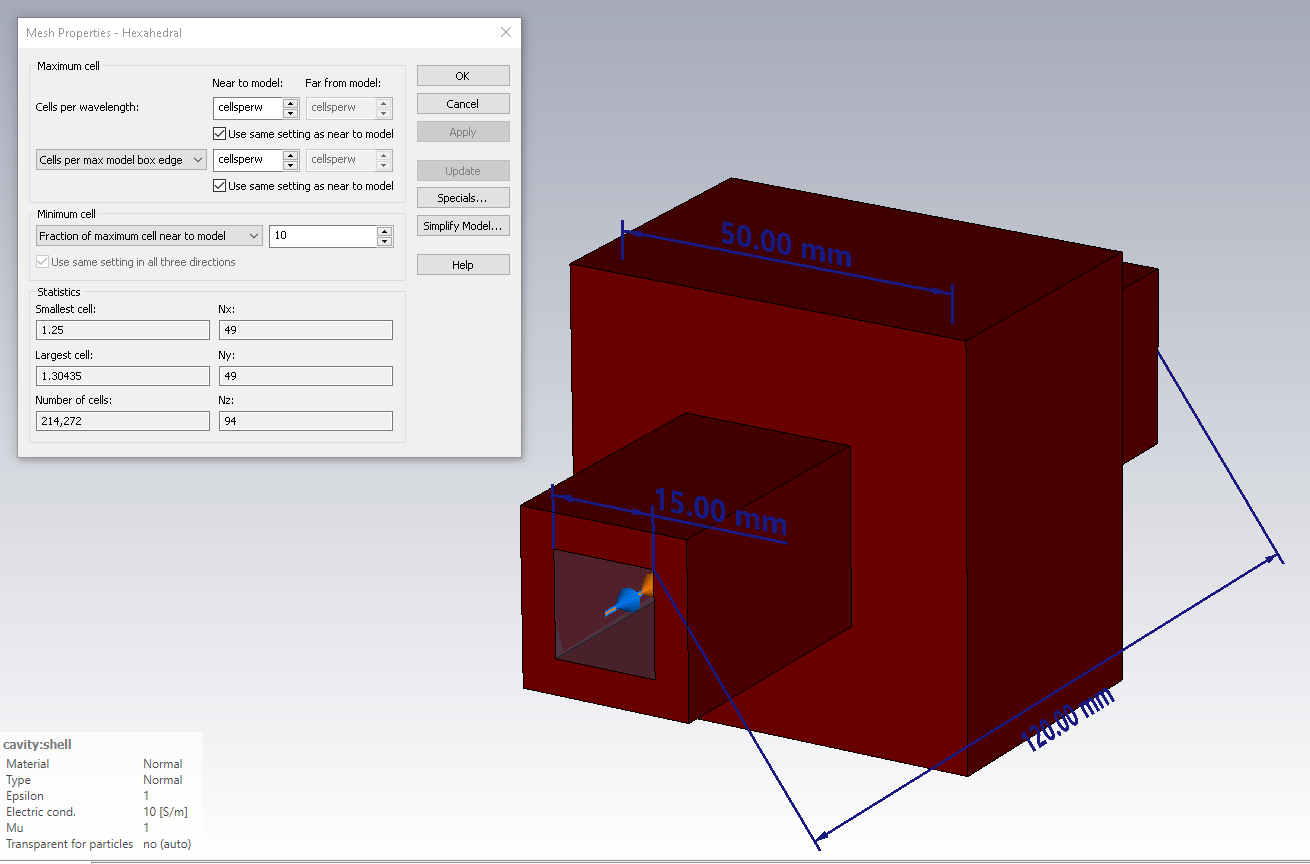 Mesh Properties - Hexahedral
Maximum cell
Near to model: Far from model:
Cells per wavelength: cellsperw cellsperw
Use same setting as near to model
Cells per max model box edge cellsperw cellsperw
Use same setting as near to model
Minimum cell
Fraction of maximum cell near to model 10
Use same setting in all three directions
Statistics
Smallest cell: Nx:
1.25 49
Largest cell: Ny:
1.30435 49
Number of cells: Nz:
214,272 94
OK
Cancel
Apply
Update
Specials...
Simplify Model...
Help
50.00 mm
15.00 mm
120.00 mm
cavity:shell
Material Normal
Type Normal
Epsilon 1
Electric cond. 10 [S/m]
Mu 1
Transparent for particles no (auto)